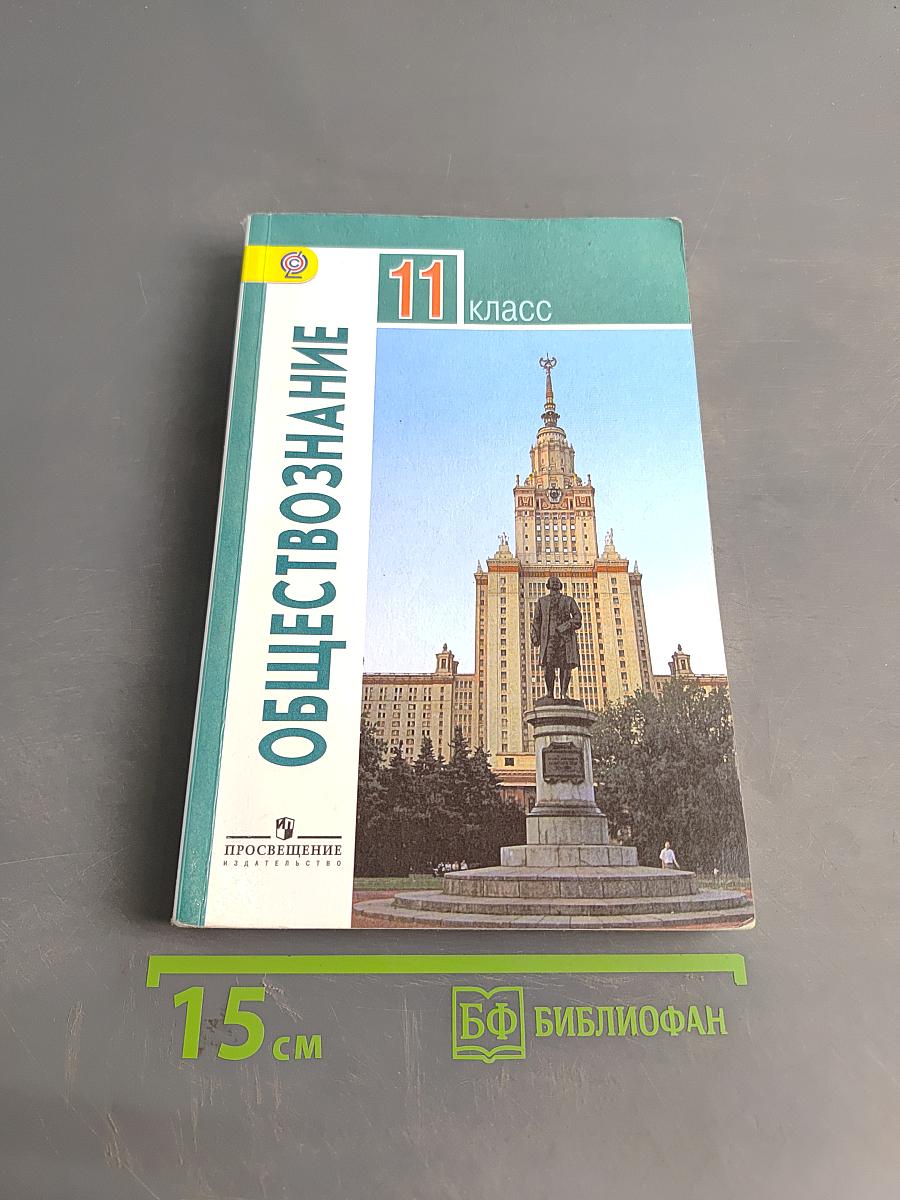 11
класс
ОБЩЕСТВОЗНАНИЕ
ПРОСВЕЩЕНИЕ
ИЗДАТЕЛЬСТВО
15 см
БФ БИБЛИОФАН